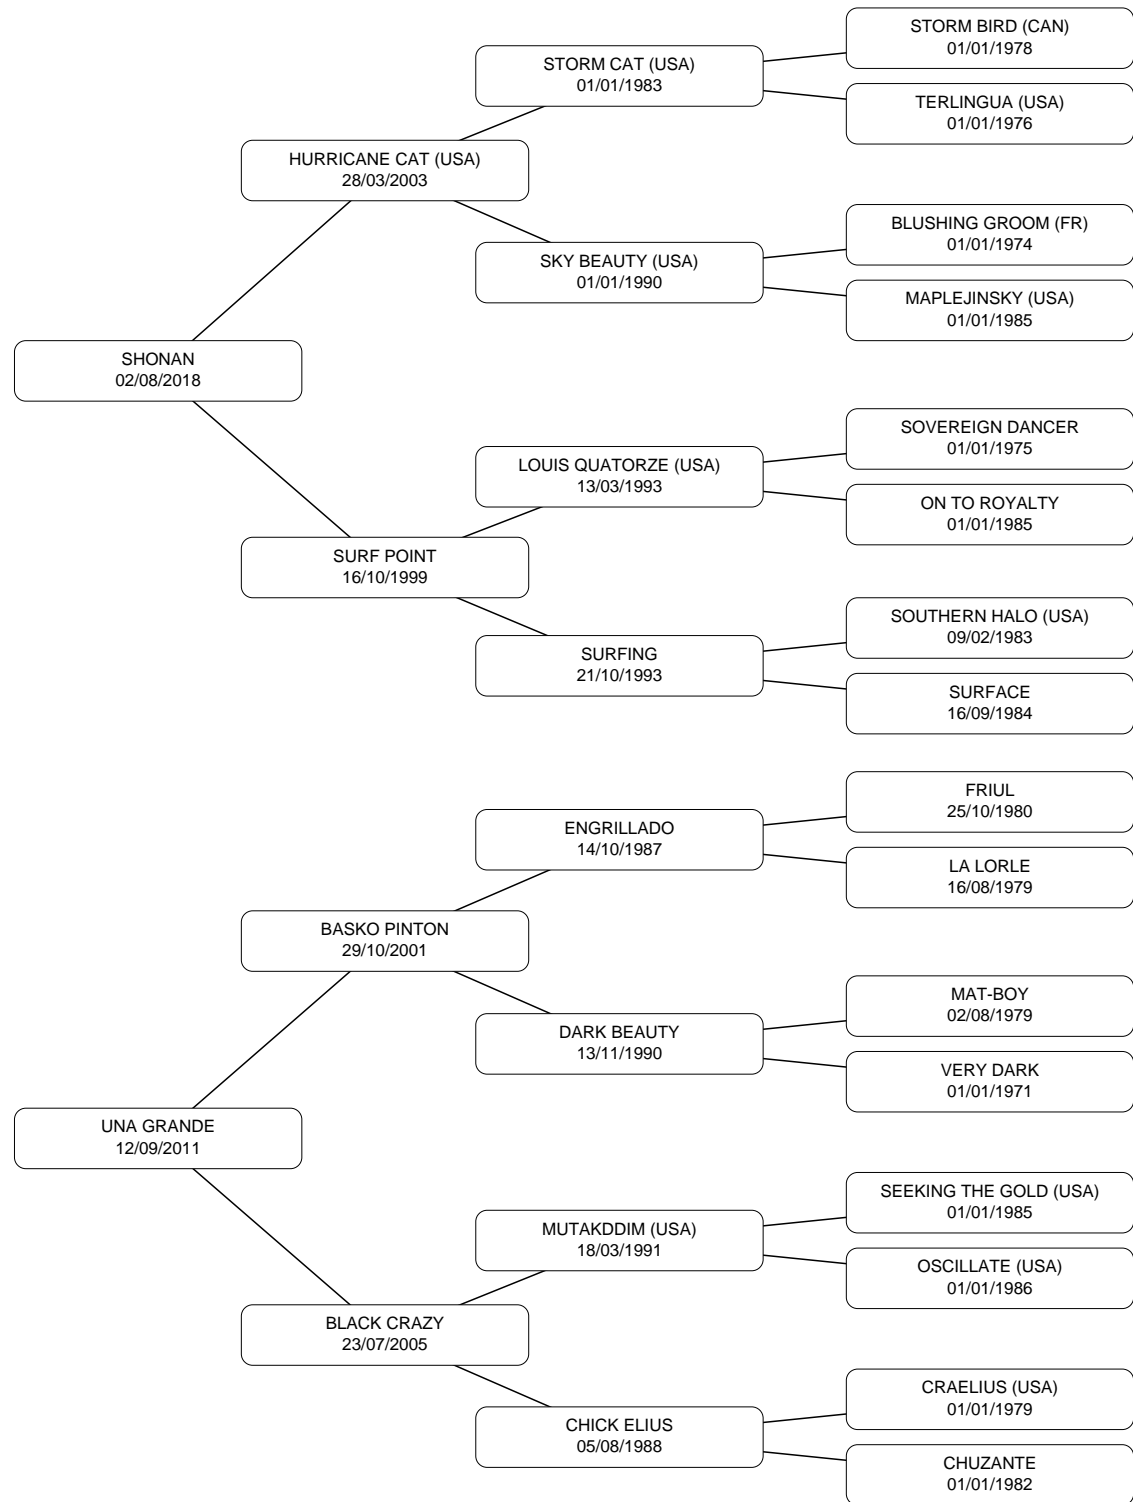 STORM BIRD (CAN)
01/01/1978
STORM CAT (USA)
01/01/1983
TERLINGUA (USA)
01/01/1976
HURRICANE CAT (USA)
28/03/2003
BLUSHING GROOM (FR)
01/01/1974
SKY BEAUTY (USA)
01/01/1990
MAPLEJINSKY (USA)
01/01/1985
SHONAN
02/08/2018
SOVEREIGN DANCER
01/01/1975
LOUIS QUATORZE (USA)
13/03/1993
ON TO ROYALTY
01/01/1985
SURF POINT
16/10/1999
SOUTHERN HALO (USA)
09/02/1983
SURFING
21/10/1993
SURFACE
16/09/1984
FRIUL
25/10/1980
ENGRILLADO
14/10/1987
LA LORLE
16/08/1979
BASKO PINTON
29/10/2001
MAT-BOY
02/08/1979
DARK BEAUTY
13/11/1990
VERY DARK
01/01/1971
UNA GRANDE
12/09/2011
SEEKING THE GOLD (USA)
01/01/1985
MUTAKDDIM (USA)
18/03/1991
OSCILLATE (USA)
01/01/1986
BLACK CRAZY
23/07/2005
CRAELIUS (USA)
01/01/1979
CHICK ELIUS
05/08/1988
CHUZANTE
01/01/1982